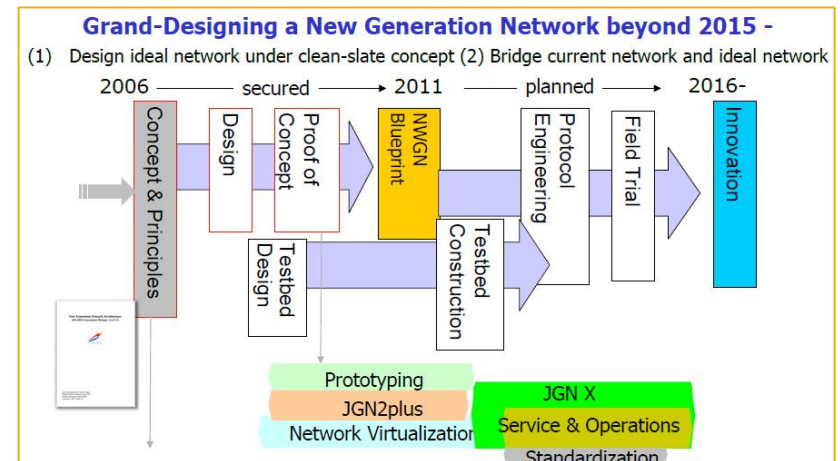 Grand-Designing a New Generation Network beyond 2015 -
(1) Design ideal network under clean-slate concept (2) Bridge current network and ideal network
2006
secured
2011
planned
2016-
Concept & Principles
Design
Proof of
Concept
NWGN
Blueprint
Protocol
Engineering
Field Trial
Innovation
Testbed
Design
Testbed
Construction
Prototyping
JGN2plus
Network Virtualization
JGN X
Service & Operations
Standardization